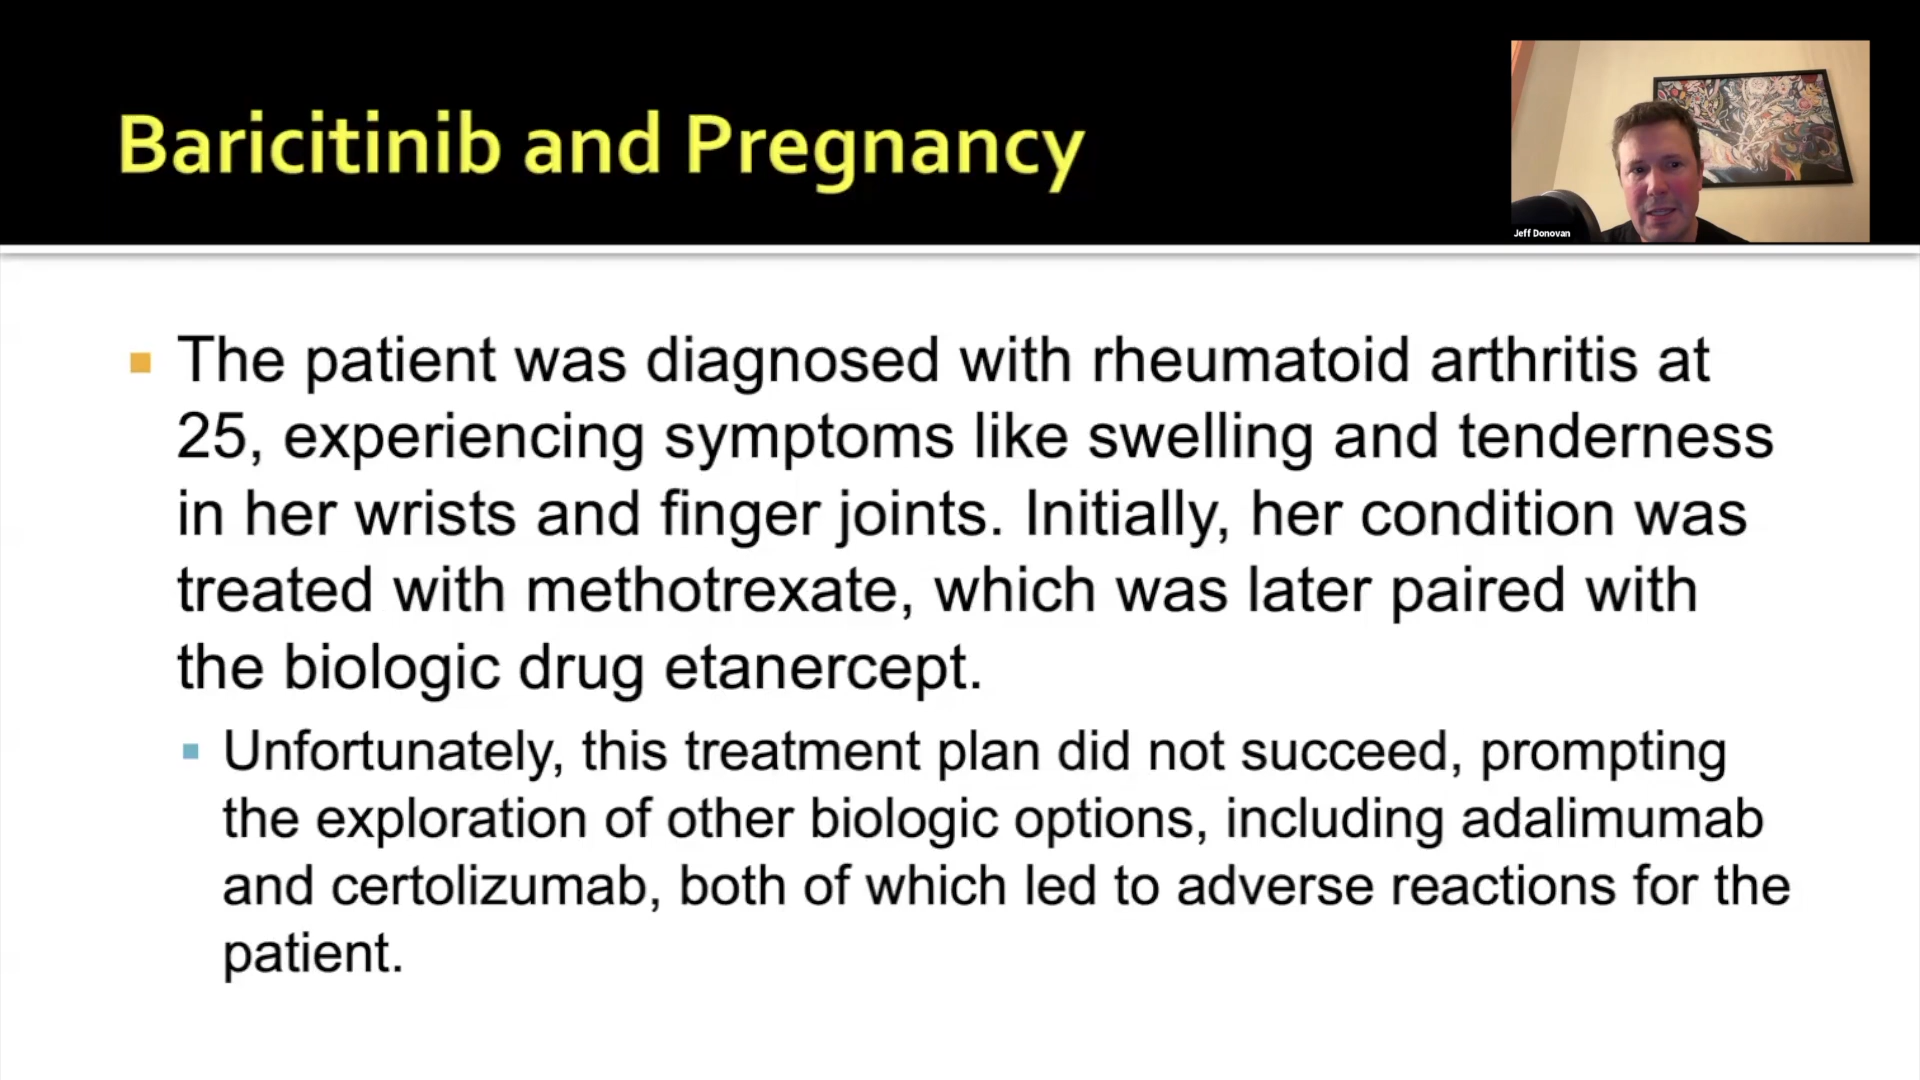 Baricitinib and Pregnancy
Jeff Donovan
The patient was diagnosed with rheumatoid arthritis at
25, experiencing symptoms like swelling and tenderness
in her wrists and finger joints. Initially, her condition was
treated with methotrexate, which was later paired with
the biologic drug etanercept.
Unfortunately, this treatment plan did not succeed, prompting
the exploration of other biologic options, including adalimumab
and certolizumab, both of which led to adverse reactions for the
patient.